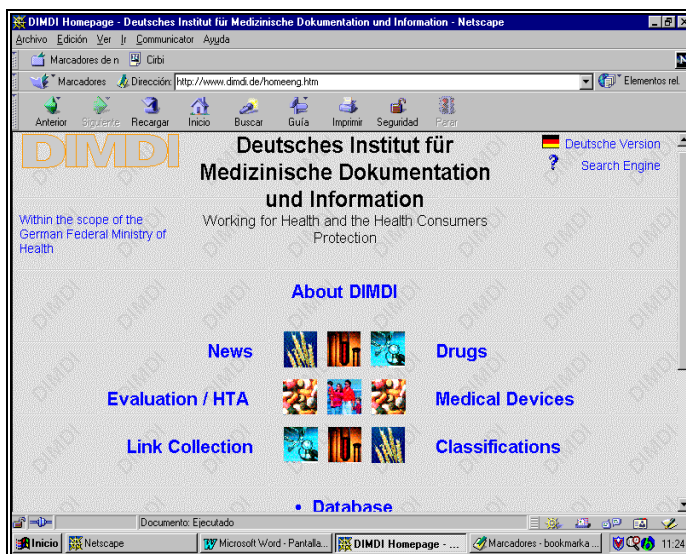 DIMDI Homepage - Deutsches Institut für Medizinische Dokumentation und Information - Netscape
Archivo Edición Ver Ir Communicator Ayuda
Marcadores de n Cirbi
Marcadores Dirección: http://www.dimdi.de/homeeng.htm Elementos rel.
Anterior Siguiente Recargar Inicio Buscar Guía Imprimir Seguridad Parar
DIMDI
Deutsches Institut für
Medizinische Dokumentation
und Information
Working for Health and the Health Consumers
Protection
Deutsche Version
Search Engine
Within the scope of the
German Federal Ministry of
Health
About DIMDI
News Drugs
Evaluation / HTA Medical Devices
Link Collection Classifications
• Database
Documento: Ejecutado
Inicio Netscape Microsoft Word - Pantalla... DIMDI Homepage - ... Marcadores - bookmarka... 11:24